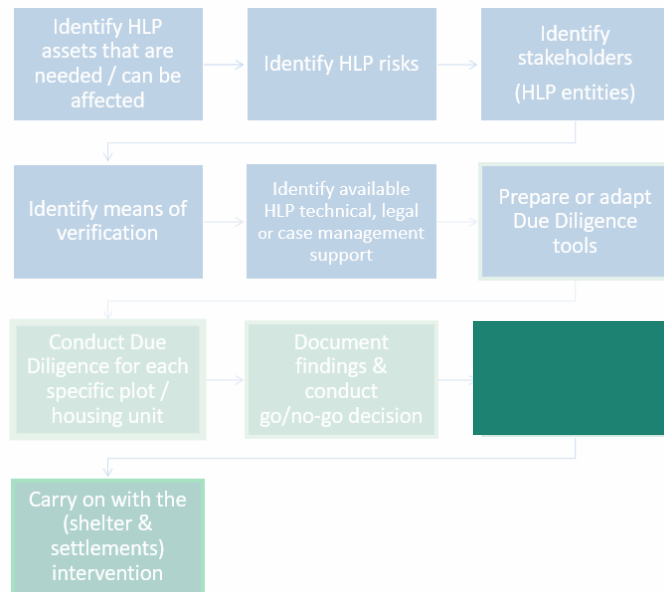 Identify HLP
assets that are
needed / can be
affected
Identify HLP risks
Identify
stakeholders
(HLP entities)
Identify means of
verification
Identify available
HLP technical, legal
or case management
support
Prepare or adapt
Due Diligence
tools
Conduct Due
Diligence for each
specific plot /
housing unit
Document
findings &
conduct
go/no-go decision
Carry on with the
(shelter &
settlements)
intervention